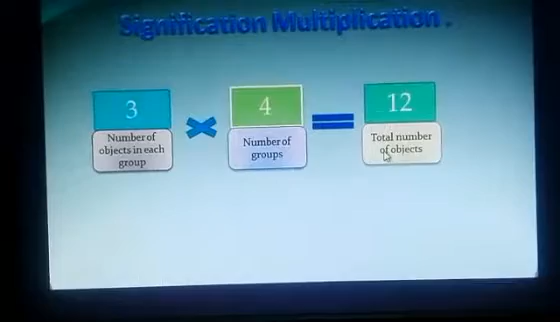 Signification Multiplication .
3
×
4
=
12
Number of
objects in each
group
Number of
groups
Total number
of objects